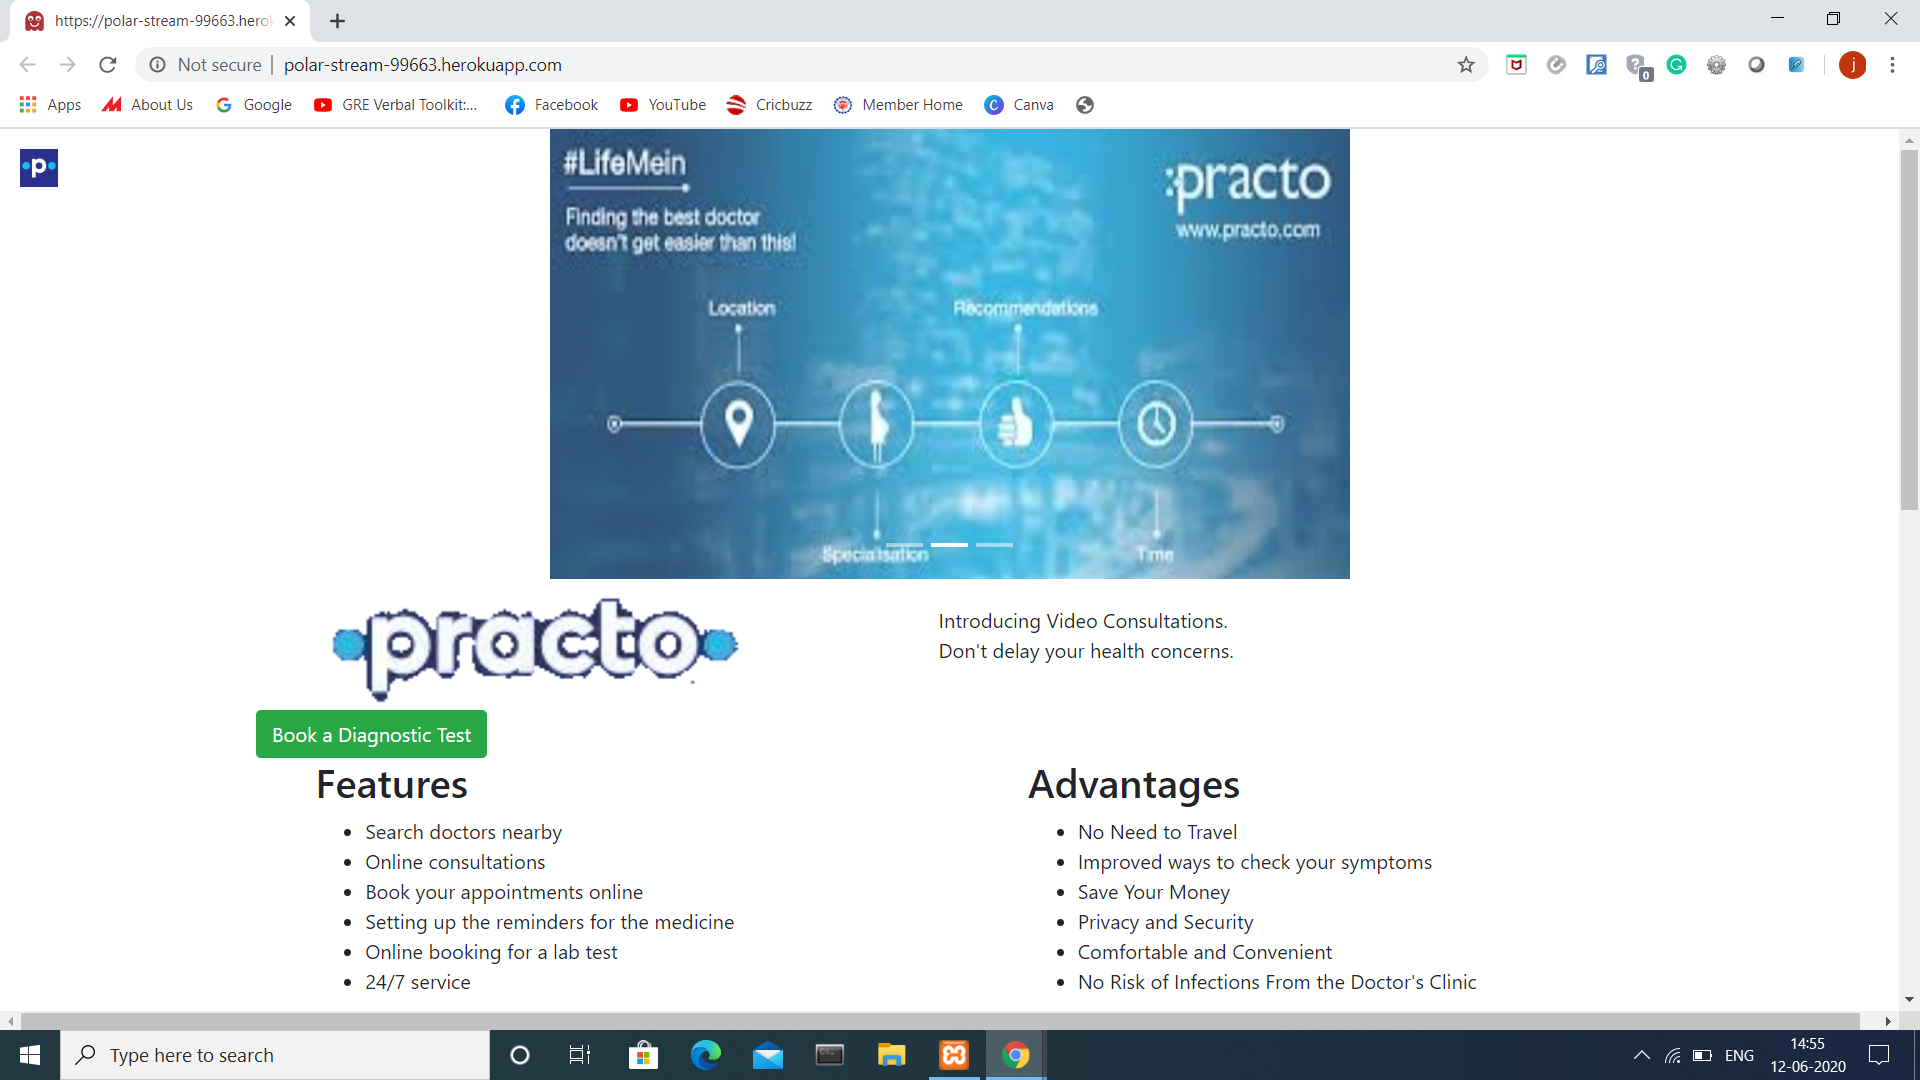 https://polar-stream-99663.herol
Not secure | polar-stream-99663.herokuapp.com
j
0
Apps About Us Google GRE Verbal Toolkit:... Facebook YouTube Cricbuzz Member Home Canva
p
#LifeMein
Finding the best doctor
doesn't get easier than this!
:practo
www.practo.com
Location Recommendations
Specialisation Time
practo
Introducing Video Consultations.
Don't delay your health concerns.
Book a Diagnostic Test
Features
Search doctors nearby
Online consultations
Book your appointments online
Setting up the reminders for the medicine
Online booking for a lab test
24/7 service
Advantages
No Need to Travel
Improved ways to check your symptoms
Save Your Money
Privacy and Security
Comfortable and Convenient
No Risk of Infections From the Doctor's Clinic
Type here to search
ENG
14:55
12-06-2020